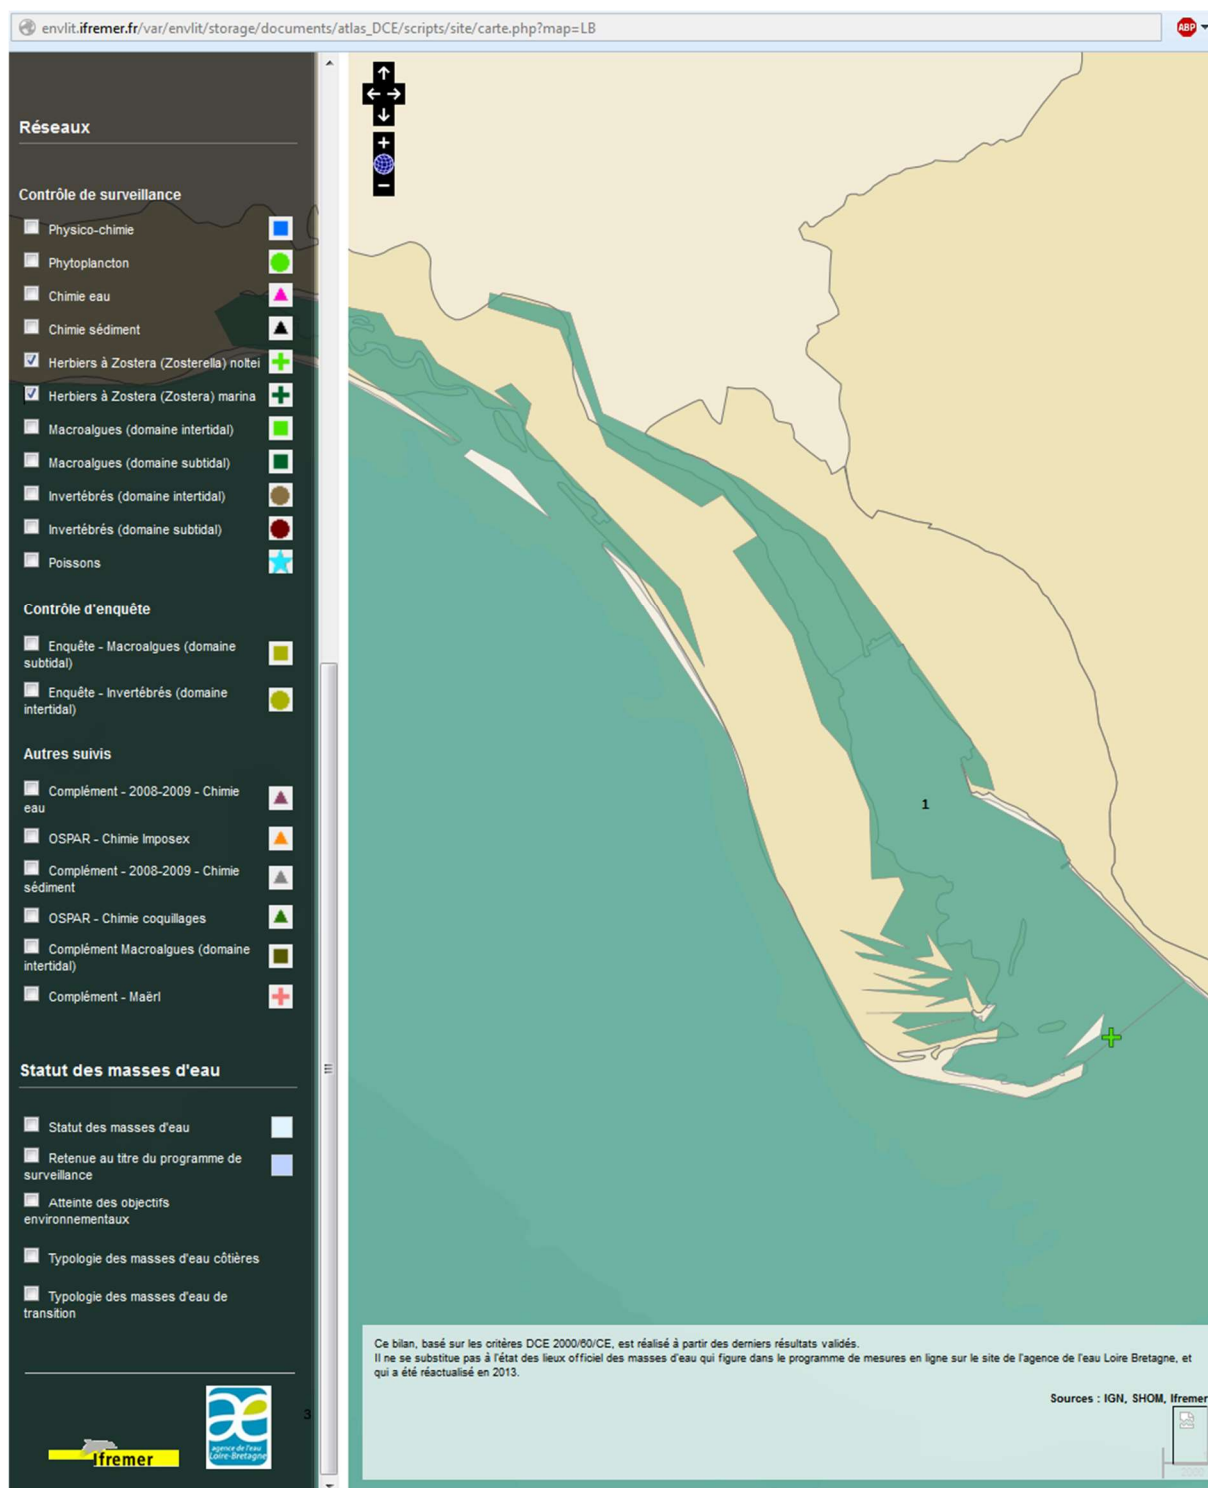 envlit.ifremer.fr/var/envlit/storage/documents/atlas_DCE/scripts/site/carte.php?map=LB
ABP
Réseaux
Contrôle de surveillance
Physico-chimie
Phytoplancton
Chimie eau
Chimie sédiment
Herbiers à Zostera (Zosterella) noltei
Herbiers à Zostera (Zostera) marina
Macroalgues (domaine intertidal)
Macroalgues (domaine subtidal)
Invertébrés (domaine intertidal)
Invertébrés (domaine subtidal)
Poissons
Contrôle d'enquête
Enquête - Macroalgues (domaine
subtidal)
Enquête - Invertébrés (domaine
intertidal)
Autres suivis
Complément - 2008-2009 - Chimie
eau
OSPAR - Chimie Imposex
Complément - 2008-2009 - Chimie
sédiment
OSPAR - Chimie coquillages
Complément Macroalgues (domaine
intertidal)
Complément - Maërl
Statut des masses d'eau
Statut des masses d'eau
Retenue au titre du programme de
surveillance
Atteinte des objectifs
environnementaux
Typologie des masses d'eau côtières
Typologie des masses d'eau de
transition
3
Ifremer
agence de l'eau
Loire-Bretagne
1
Ce bilan, basé sur les critères DCE 2000/60/CE, est réalisé à partir des derniers résultats validés.
Il ne se substitue pas à l'état des lieux officiel des masses d'eau qui figure dans le programme de mesures en ligne sur le site de l'agence de l'eau Loire Bretagne, et
qui a été réactualisé en 2013.
Sources : IGN, SHOM, Ifremer